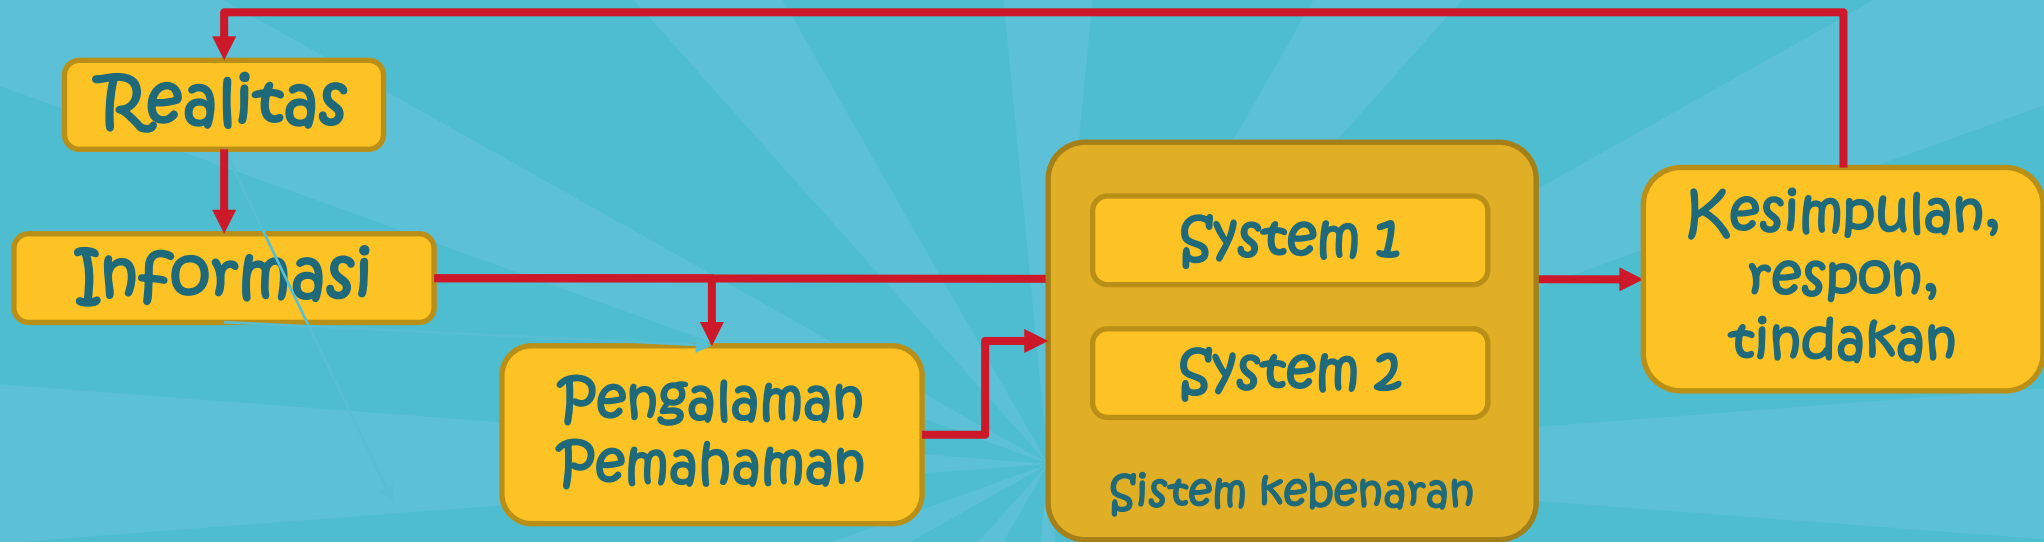 Realitas
Informasi
Pengalaman
Pemahaman
System 1
System 2
Sistem kebenaran
Kesimpulan,
respon,
tindakan